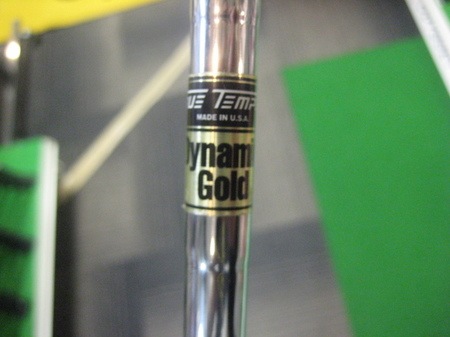 UE TEMP
MADE IN U.S.A.
Dynami
Gold